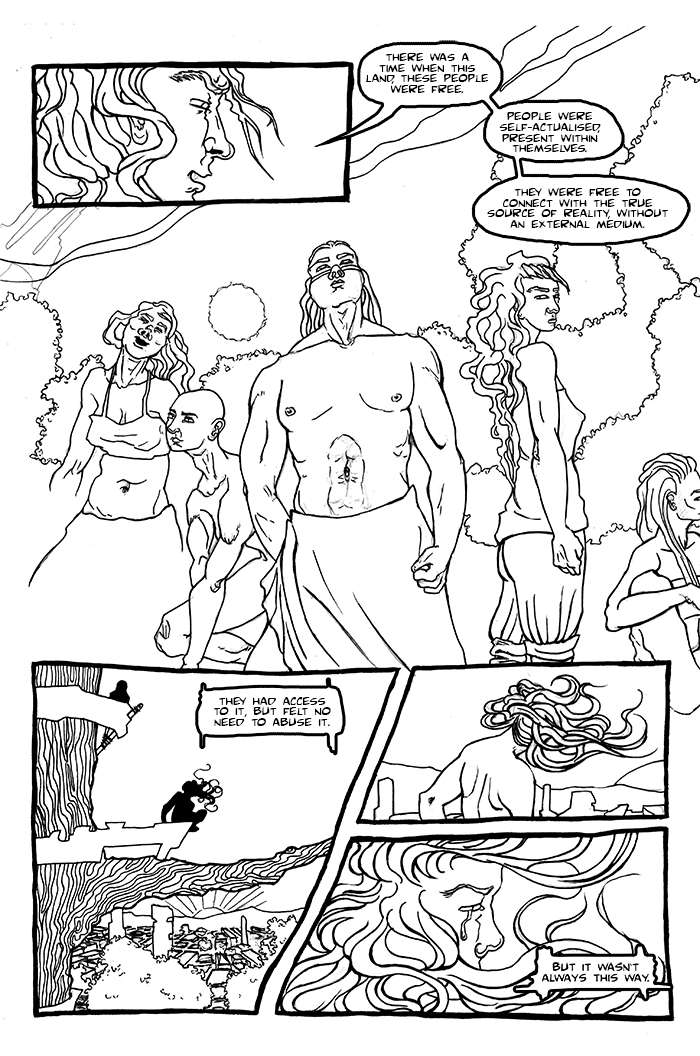 THERE WAS A
TIME WHEN THIS
LAND, THESE PEOPLE
WERE FREE.
PEOPLE WERE
SELF-ACTUALISED,
PRESENT WITHIN
THEMSELVES.
THEY WERE FREE TO
CONNECT WITH THE TRUE
SOURCE OF REALITY, WITHOUT
AN EXTERNAL MEDIUM.
THEY HAD ACCESS
TO IT, BUT FELT NO
NEED TO ABUSE IT.
BUT IT WASN'T
ALWAYS THIS WAY.